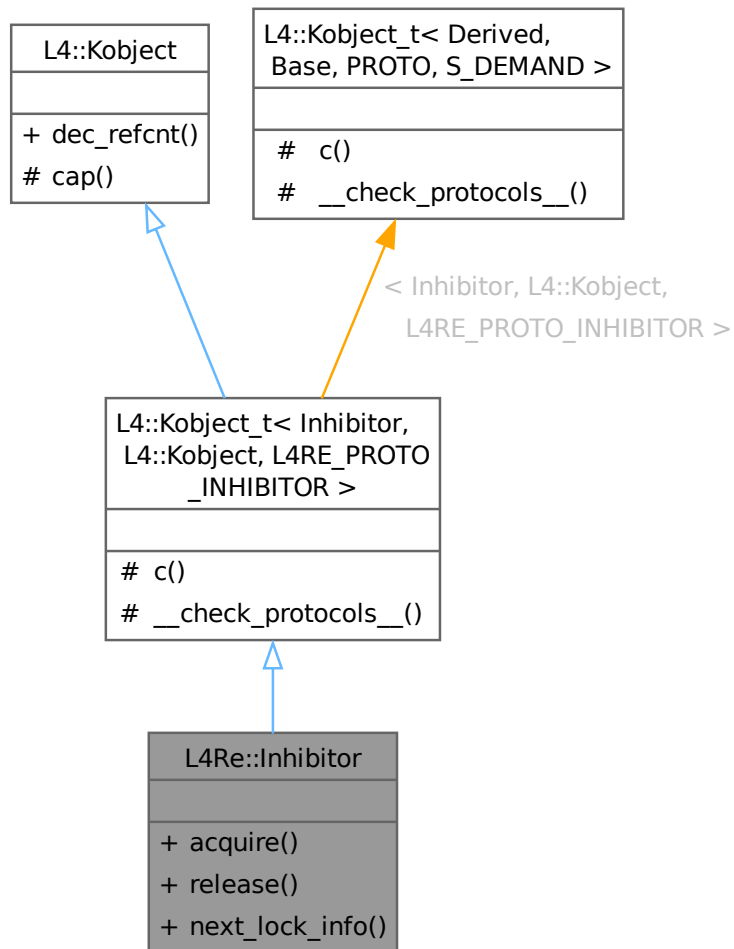 L4::Kobject
+ dec_refcnt()
# cap()
L4::Kobject_t< Derived,
Base, PROTO, S_DEMAND >
# c()
# __check_protocols__()
< Inhibitor, L4::Kobject,
L4RE_PROTO_INHIBITOR >
L4::Kobject_t< Inhibitor,
L4::Kobject, L4RE_PROTO
_INHIBITOR >
# c()
# __check_protocols__()
L4Re::Inhibitor
+ acquire()
+ release()
+ next_lock_info()